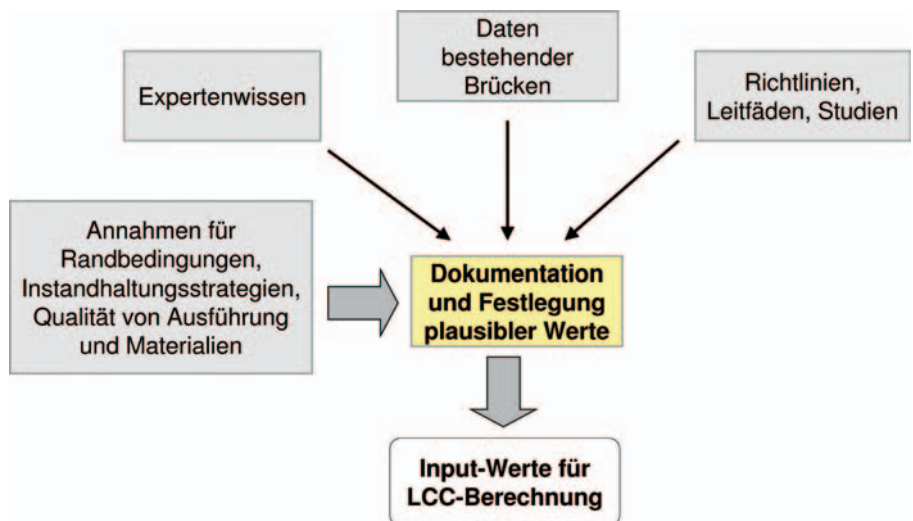 Expertenwissen
Daten
bestehender
Brücken
Richtlinien,
Leitfäden, Studien
Annahmen für
Randbedingungen,
Instandhaltungsstrategien,
Qualität von Ausführung
und Materialien
Dokumentation
und Festlegung
plausibler Werte
Input-Werte für
LCC-Berechnung